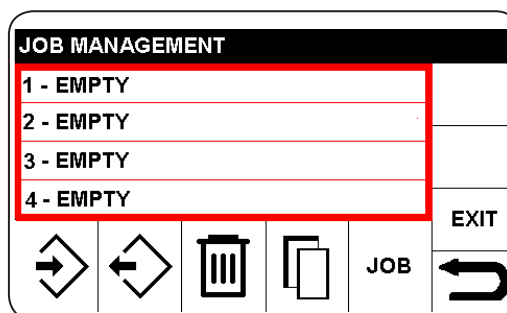 JOB MANAGEMENT
1 - EMPTY
2 - EMPTY
3 - EMPTY
4 - EMPTY
EXIT
JOB